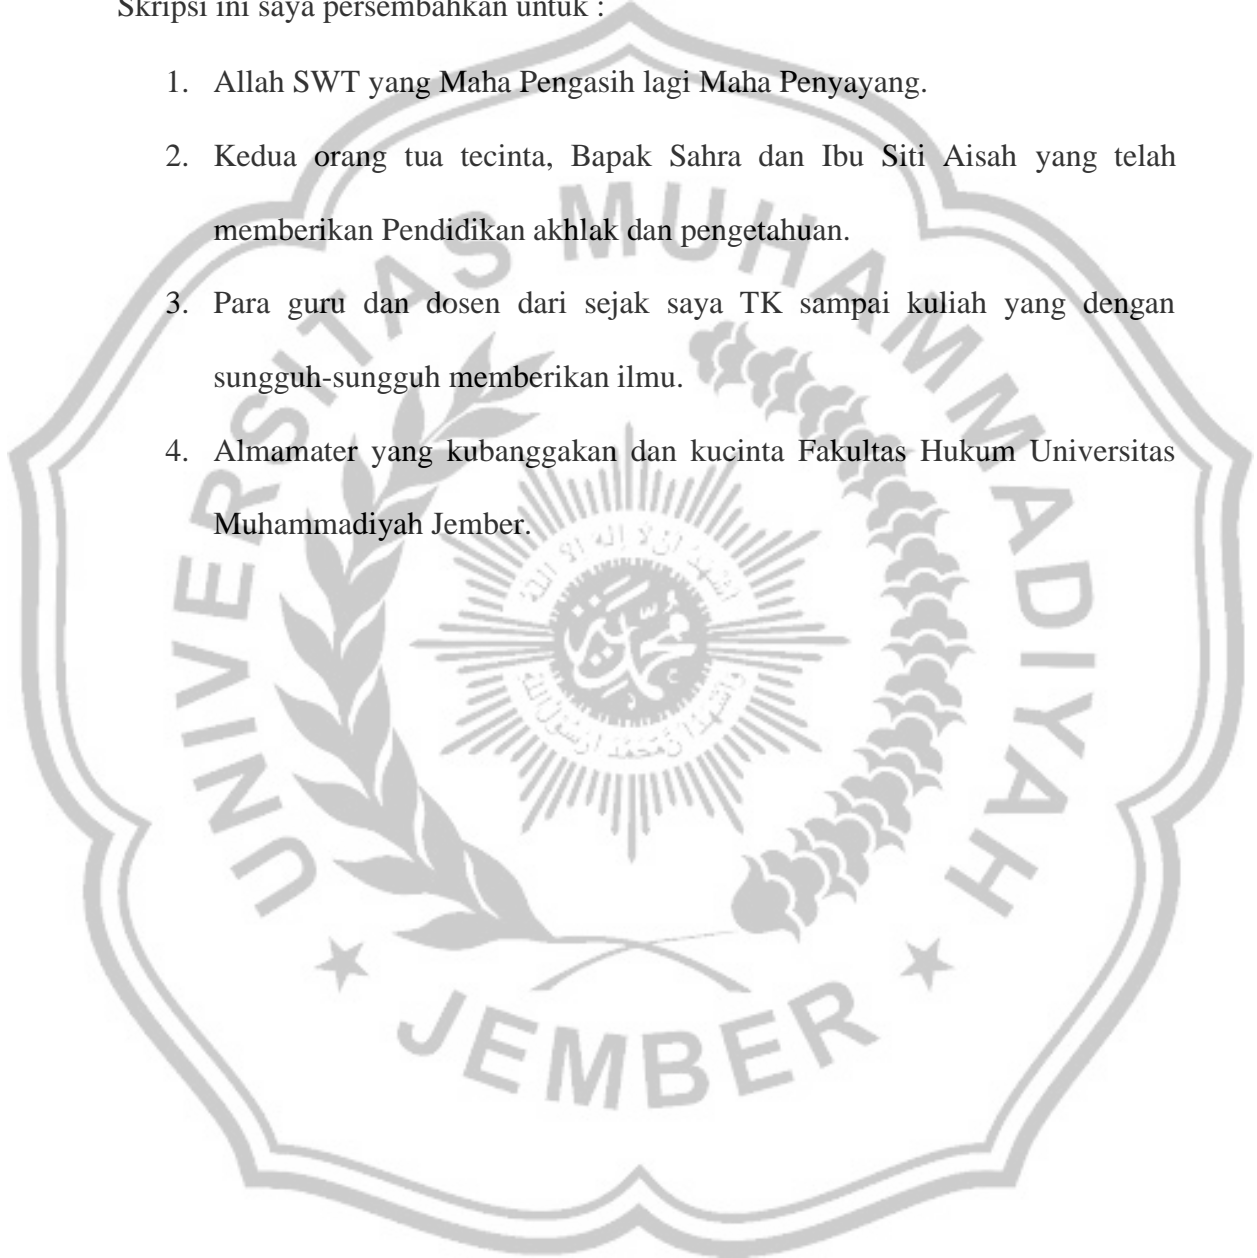 Skripsi ini saya persembahkan untuk :
1. Allah SWT yang Maha Pengasih lagi Maha Penyayang.
2. Kedua orang tua tecinta, Bapak Sahra dan Ibu Siti Aisah yang telah
memberikan Pendidikan akhlak dan pengetahuan.
3. Para guru dan dosen dari sejak saya TK sampai kuliah yang dengan
sungguh-sungguh memberikan ilmu.
4. Almamater yang kubanggakan dan kucinta Fakultas Hukum Universitas
Muhammadiyah Jember.
UNIVERSITAS MUHAMMADIYAH
JEMBER